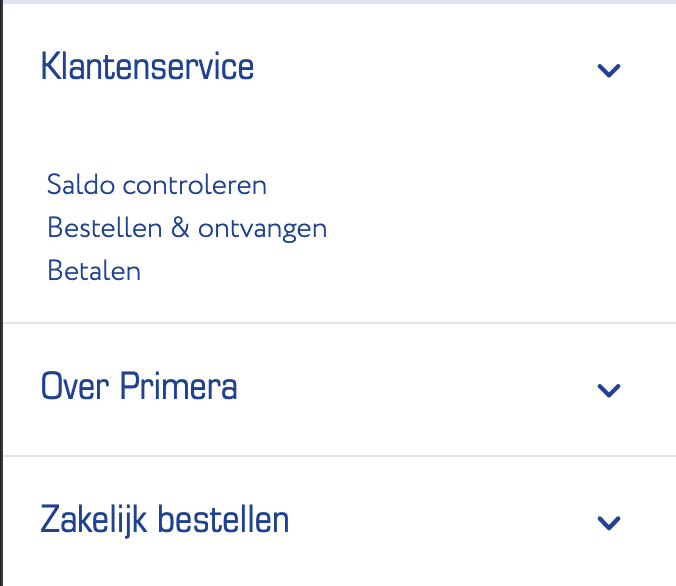 Klantenservice
Saldo controleren
Bestellen & ontvangen
Betalen
Over Primera
Zakelijk bestellen